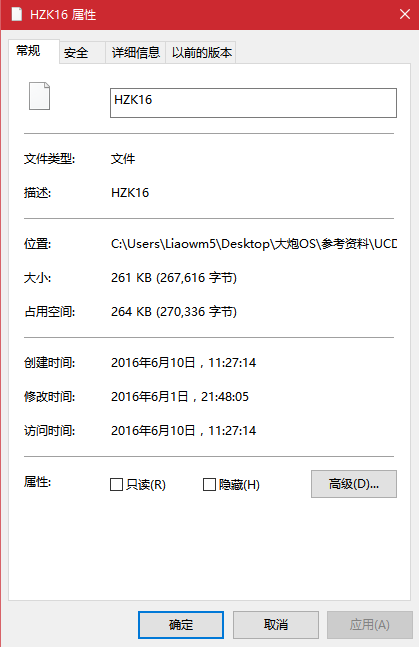 HZK16 属性
常规 安全 详细信息 以前的版本
HZK16
文件类型: 文件
描述: HZK16
位置: C:\Users\Liaowm5\Desktop\大炮OS\参考资料\UCD
大小: 261 KB (267,616 字节)
占用空间: 264 KB (270,336 字节)
创建时间: 2016年6月10日，11:27:14
修改时间: 2016年6月1日，21:48:05
访问时间: 2016年6月10日，11:27:14
属性: 只读(R) 隐藏(H) 高级(D)...
确定 取消 应用(A)